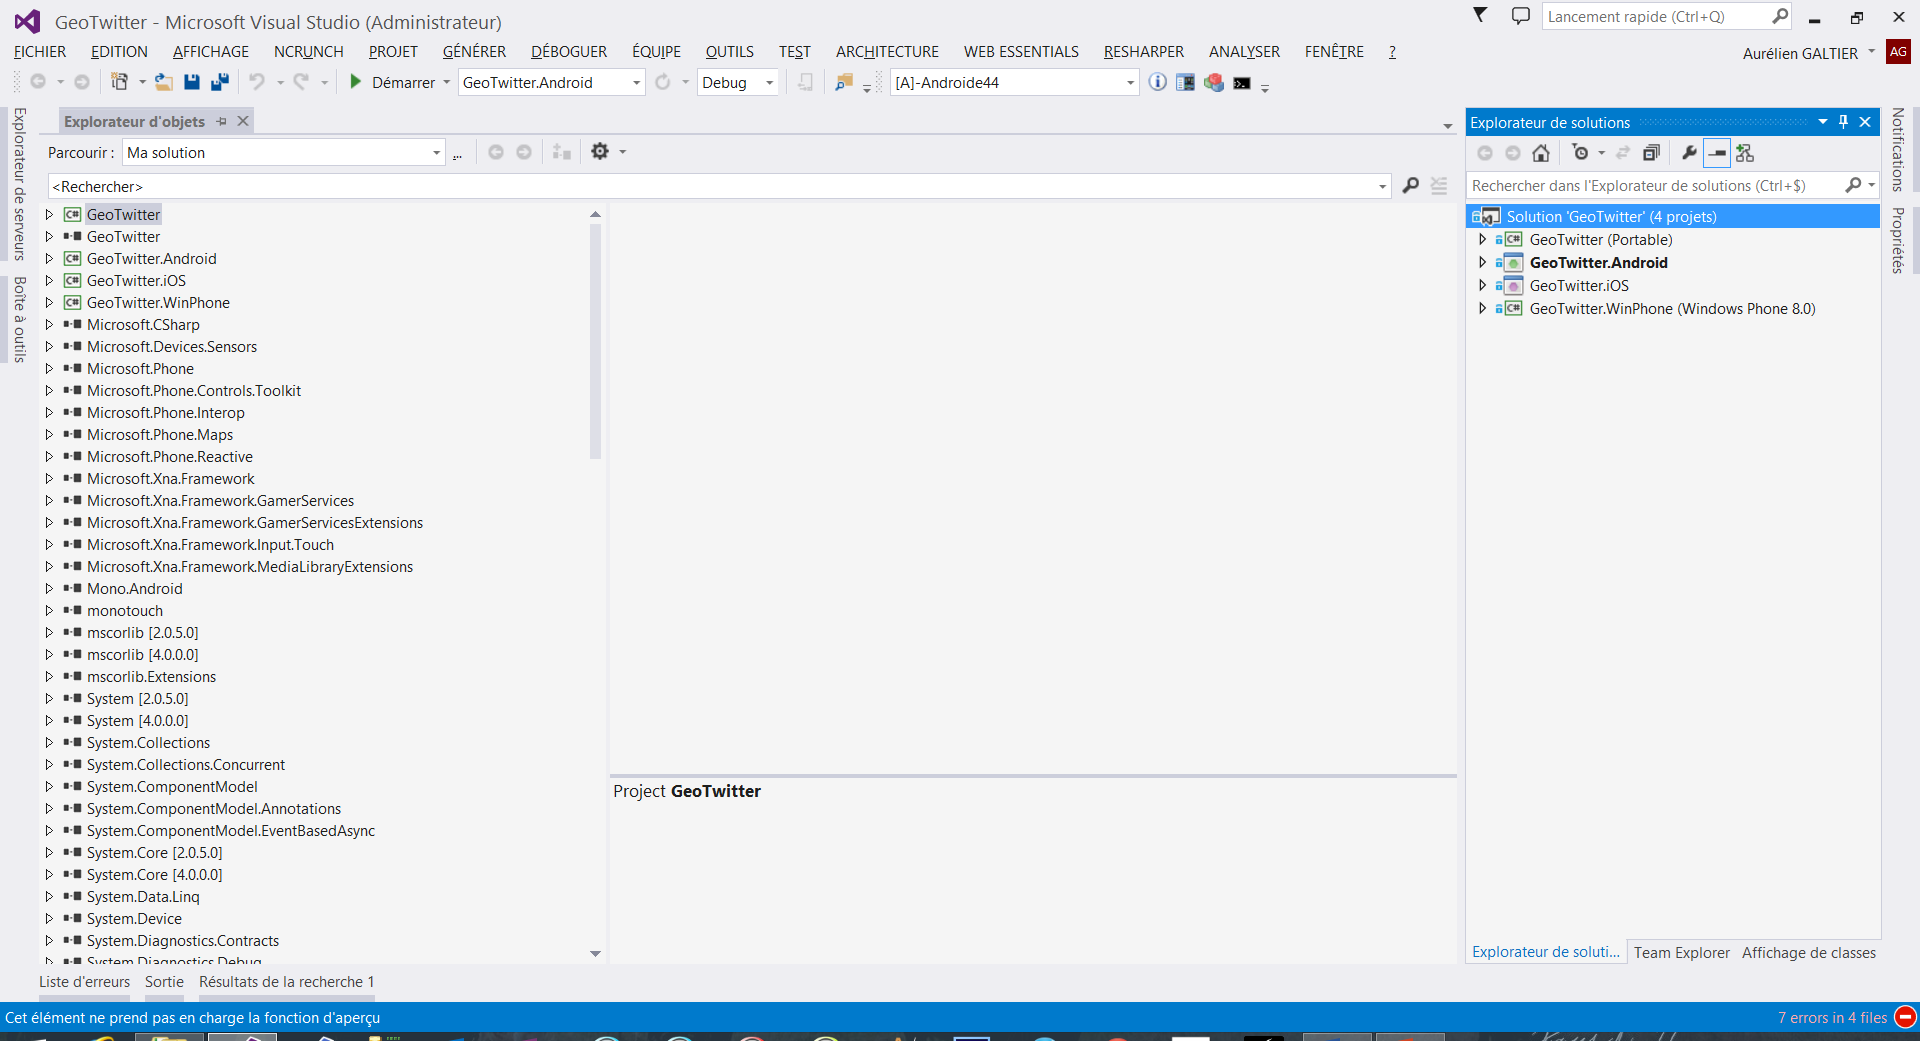 GeoTwitter - Microsoft Visual Studio (Administrateur)
Lancement rapide (Ctrl+Q)
FICHIER EDITION AFFICHAGE NCRUNCH PROJET GÉNÉRER DÉBOGUER ÉQUIPE OUTILS TEST ARCHITECTURE WEB ESSENTIALS RESHARPER ANALYSER FENÊTRE ?
Aurélien GALTIER AG
Démarrer GeoTwitter.Android Debug [A]-Androide44
Explorateur de serveurs
Boîte à outils
Explorateur d'objets
Parcourir : Ma solution ...
<Rechercher>
GeoTwitter
GeoTwitter
GeoTwitter.Android
GeoTwitter.iOS
GeoTwitter.WinPhone
Microsoft.CSharp
Microsoft.Devices.Sensors
Microsoft.Phone
Microsoft.Phone.Controls.Toolkit
Microsoft.Phone.Interop
Microsoft.Phone.Maps
Microsoft.Phone.Reactive
Microsoft.Xna.Framework
Microsoft.Xna.Framework.GamerServices
Microsoft.Xna.Framework.GamerServicesExtensions
Microsoft.Xna.Framework.Input.Touch
Microsoft.Xna.Framework.MediaLibraryExtensions
Mono.Android
monotouch
mscorlib [2.0.5.0]
mscorlib [4.0.0.0]
mscorlib.Extensions
System [2.0.5.0]
System [4.0.0.0]
System.Collections
System.Collections.Concurrent
System.ComponentModel
System.ComponentModel.Annotations
System.ComponentModel.EventBasedAsync
System.Core [2.0.5.0]
System.Core [4.0.0.0]
System.Data.Linq
System.Device
System.Diagnostics.Contracts
System.Diagnostics.Debug
Project GeoTwitter
Explorateur de solutions
Rechercher dans l'Explorateur de solutions (Ctrl+$)
Solution 'GeoTwitter' (4 projets)
GeoTwitter (Portable)
GeoTwitter.Android
GeoTwitter.iOS
GeoTwitter.WinPhone (Windows Phone 8.0)
Explorateur de soluti... Team Explorer Affichage de classes
Notifications
Propriétés
Liste d'erreurs Sortie Résultats de la recherche 1
Cet élément ne prend pas en charge la fonction d'aperçu
7 errors in 4 files